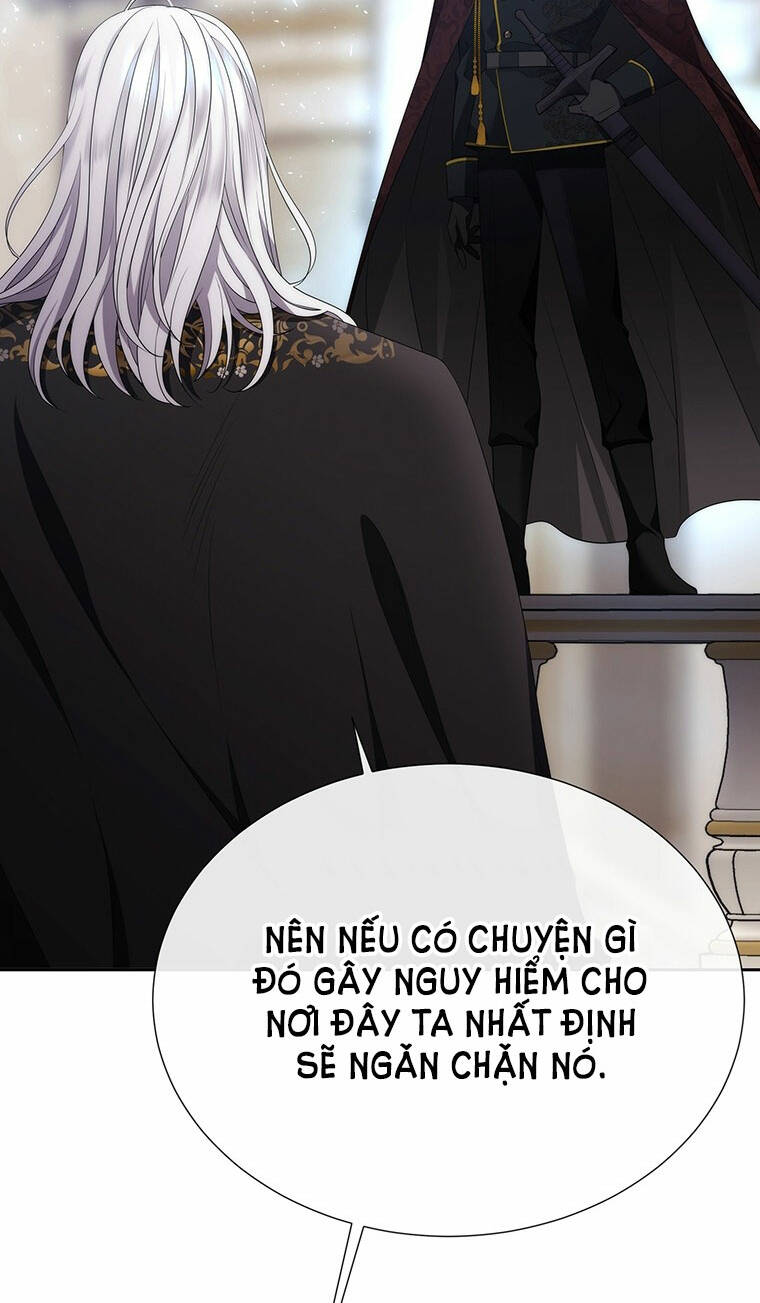 NÊN NẾU CÓ CHUYỆN GÌ
ĐÓ GÂY NGUY HIỂM CHO
NƠI ĐÂY TA NHẤT ĐỊNH
SẼ NGĂN CHẶN NÓ.